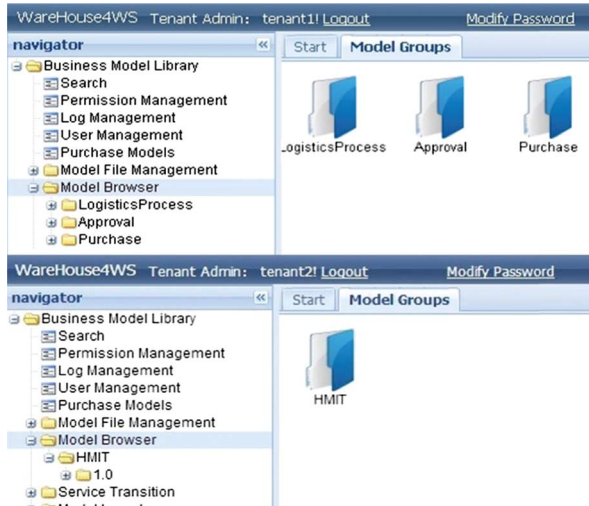 WareHouse4WS Tenant Admin: tenant1! Logout Modify Password
navigator «
Start Model Groups
Business Model Library
Search
Permission Management
Log Management
User Management
Purchase Models
Model File Management
Model Browser
LogisticsProcess
Approval
Purchase
LogisticsProcess Approval Purchase
WareHouse4WS Tenant Admin: tenant2! Logout Modify Password
navigator «
Start Model Groups
Business Model Library
Search
Permission Management
Log Management
User Management
Purchase Models
Model File Management
Model Browser
HMIT
1.0
Service Transition
HMIT